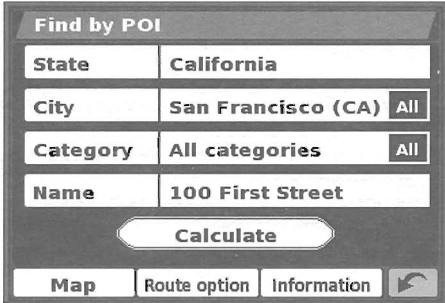 Find by POI
State California
City San Francisco (CA) All
Category All categories All
Name 100 First Street
Calculate
Map Route option Information